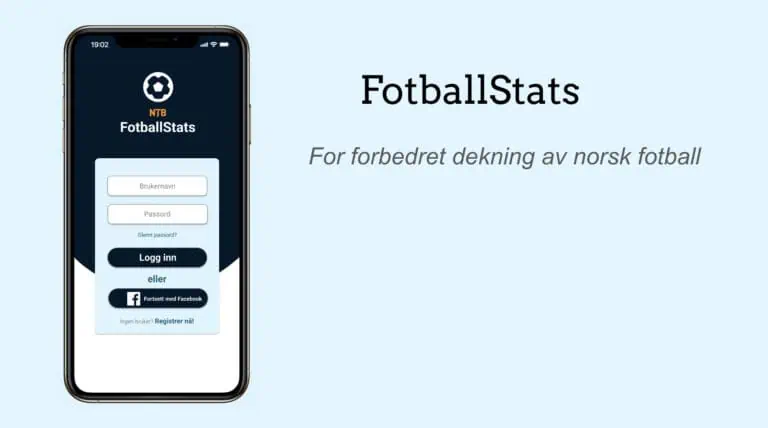 19:02
NTB
FotballStats
Brukernavn
Passord
Glemt passord?
Logg inn
eller
Fortsett med Facebook
Ingen bruker? Registrer nå!
FotballStats
For forbedret dekning av norsk fotball